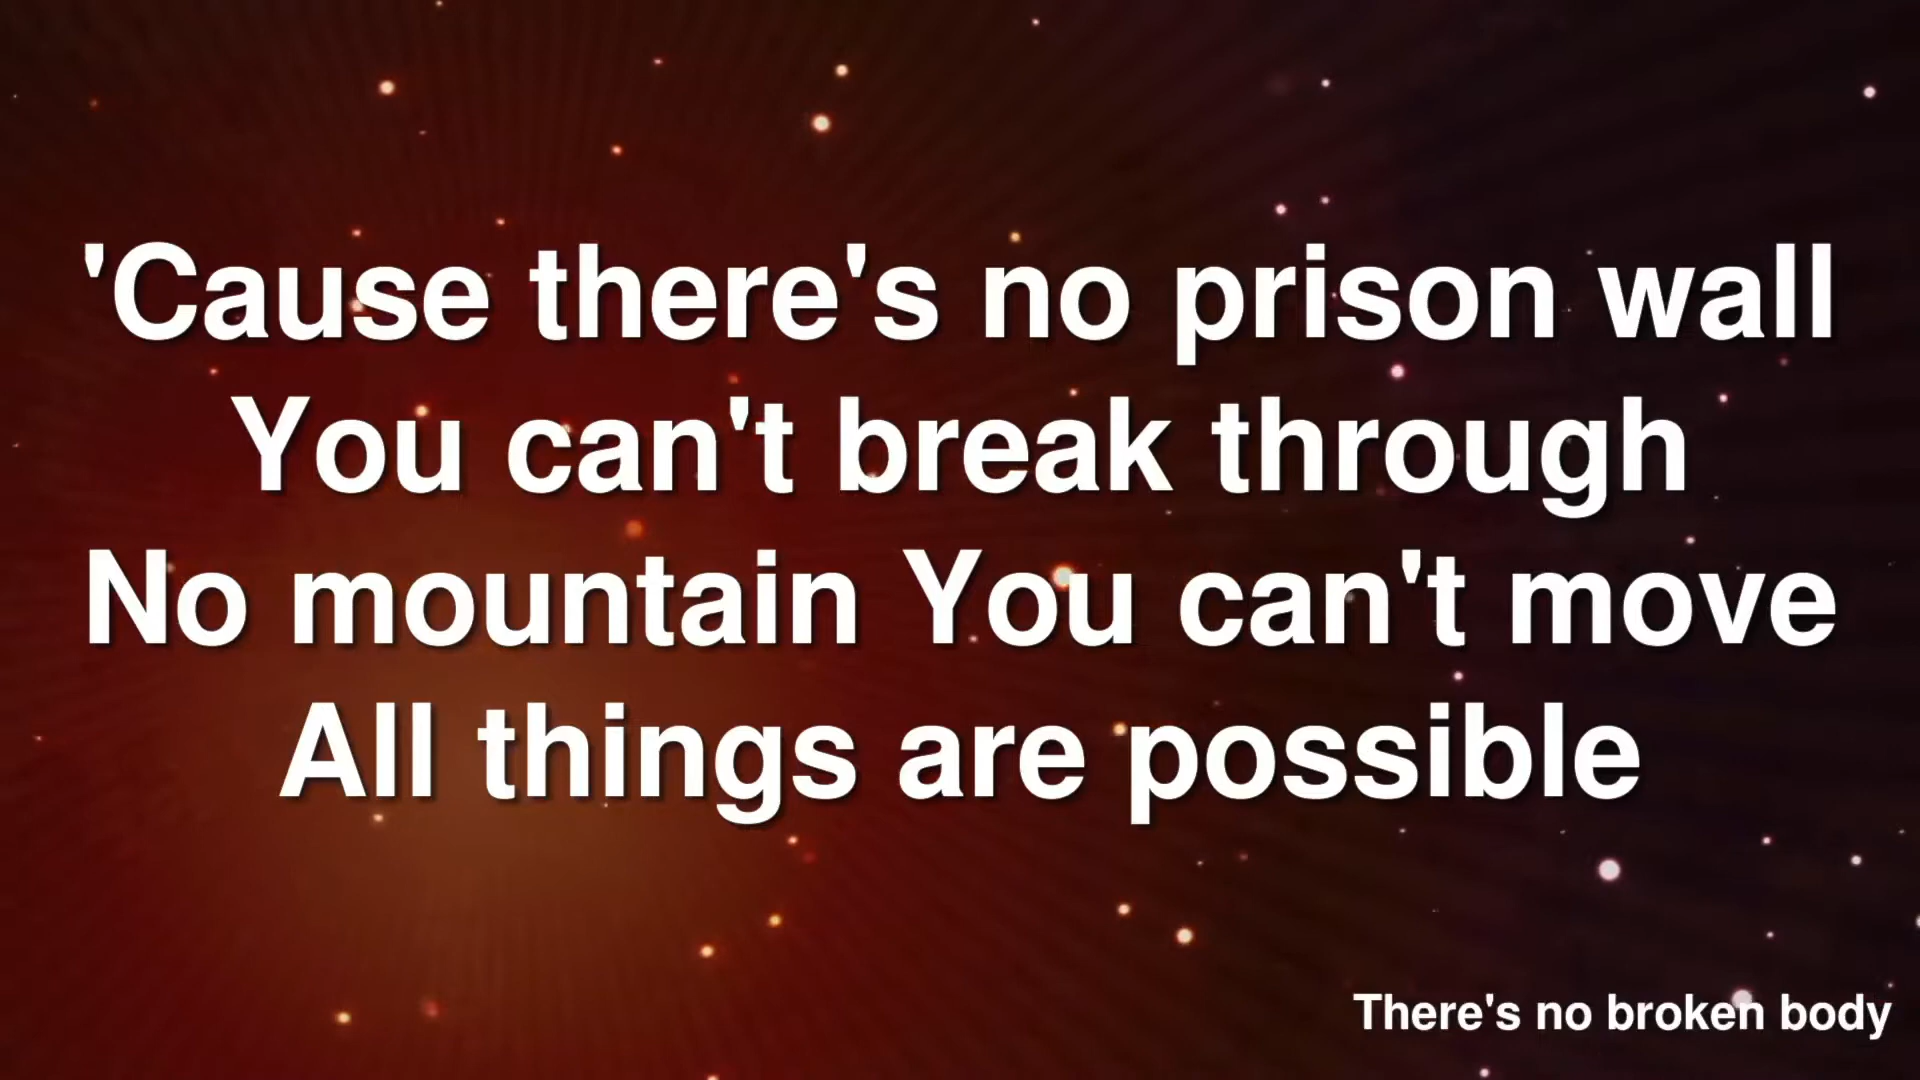 'Cause there's no prison wall
You can't break through
No mountain You can't move
All things are possible
There's no broken body